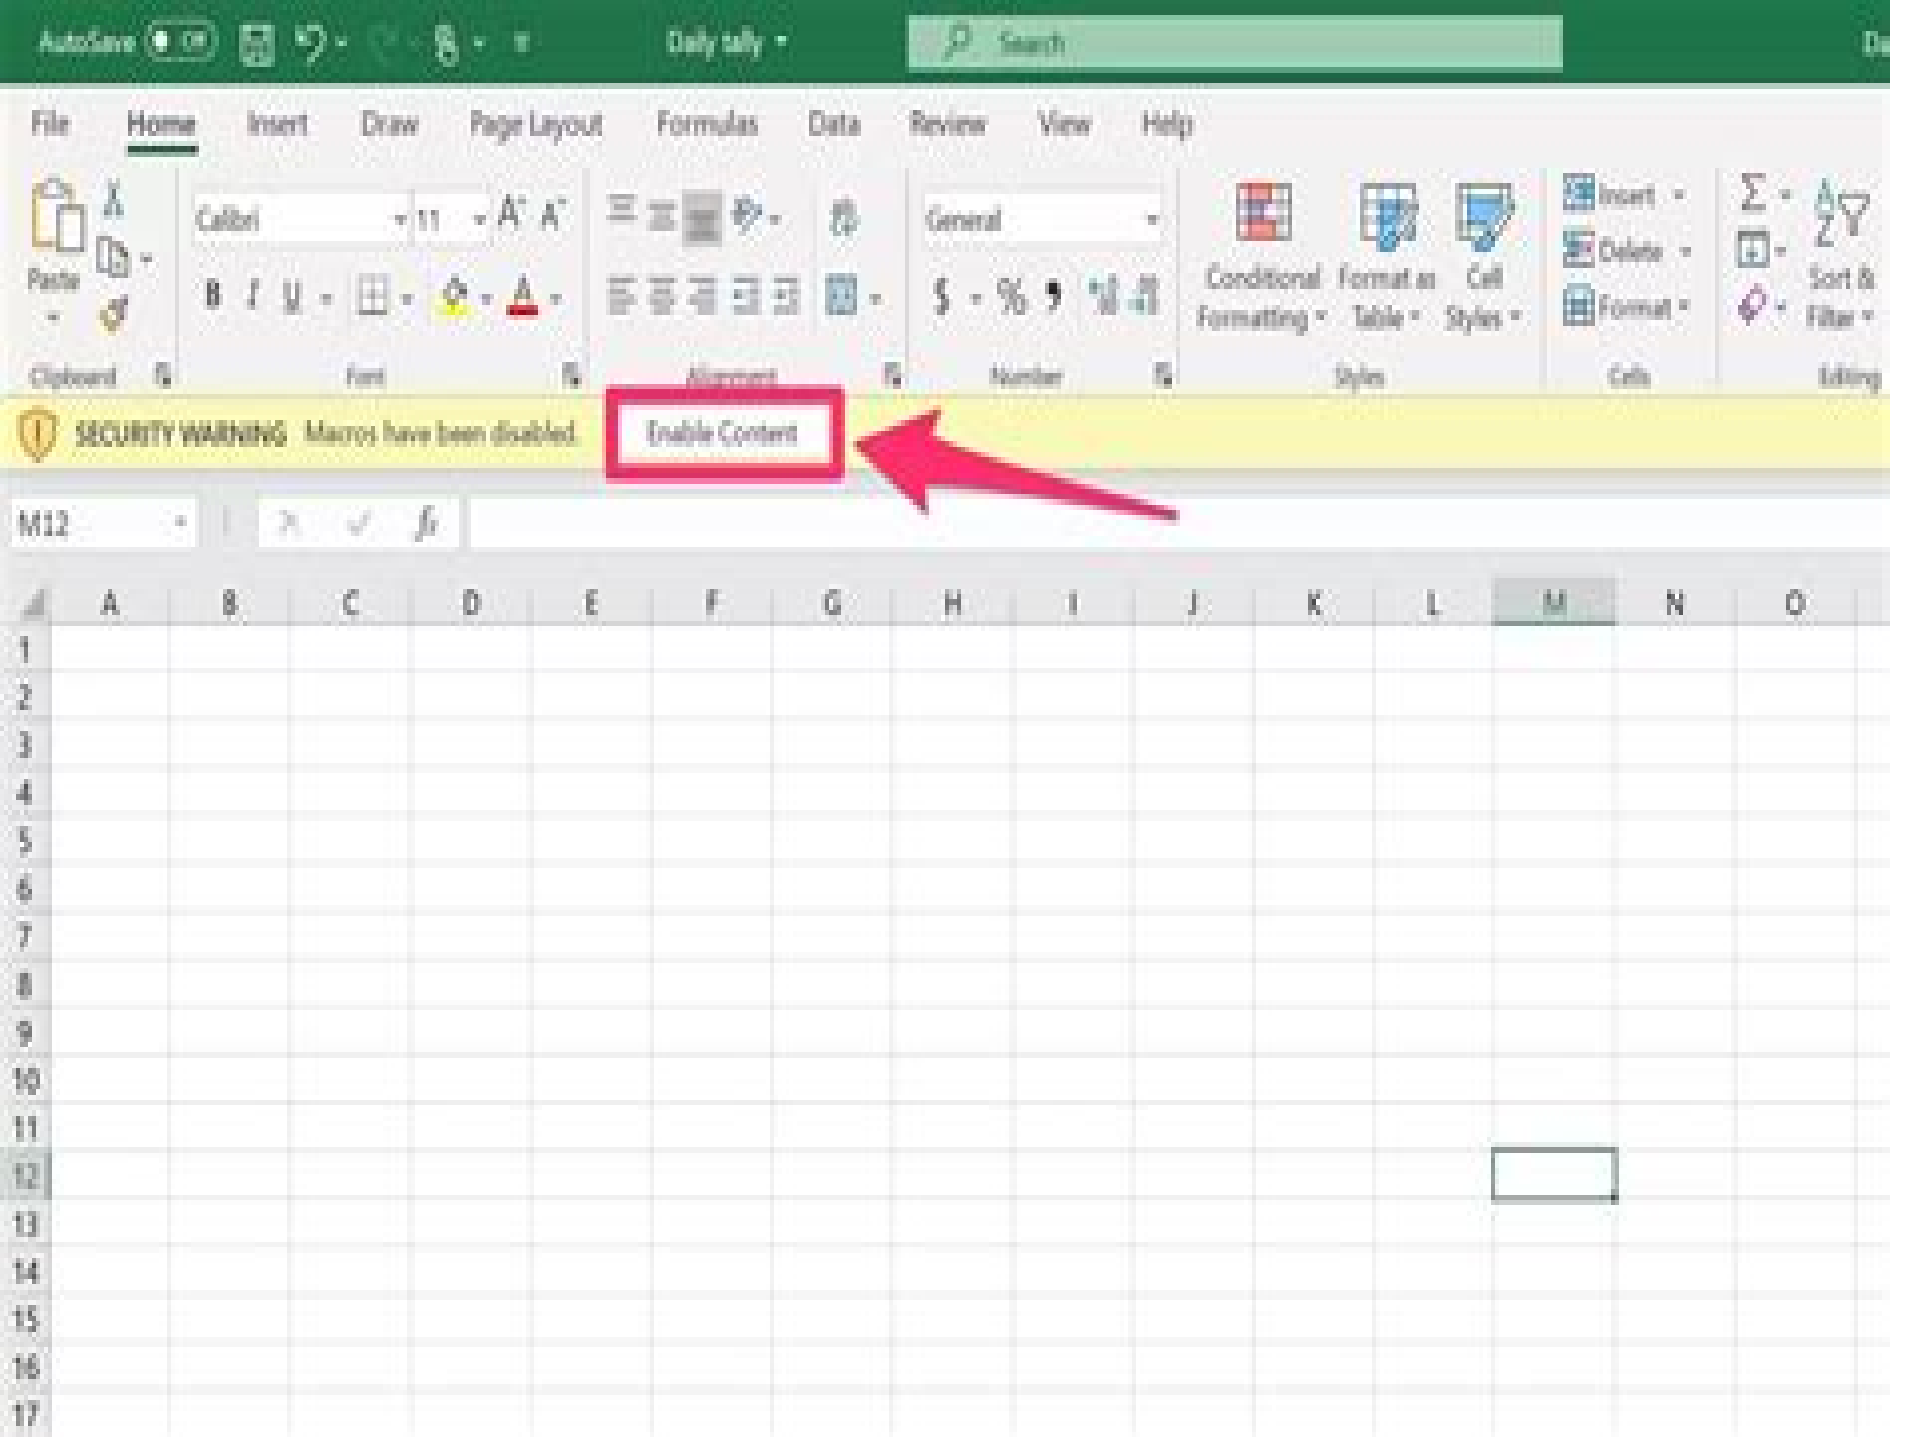 AutoSave Off Daily tally Search
File Home Insert Draw Page Layout Formulas Data Review View Help
Paste
Calibri 11 A^ A˅
B I U A
General
$ % 9
Conditional Formatting
Format as Table
Cell Styles
Insert
Delete
Format
Σ
A Z
Sort & Filter
Clipboard Font Alignment Number Styles Cells Editing
SECURITY WARNING Macros have been disabled. Enable Content
M12 fx
A B C D E F G H I J K L M N O
1
2
3
4
5
6
7
8
9
10
11
12
13
14
15
16
17